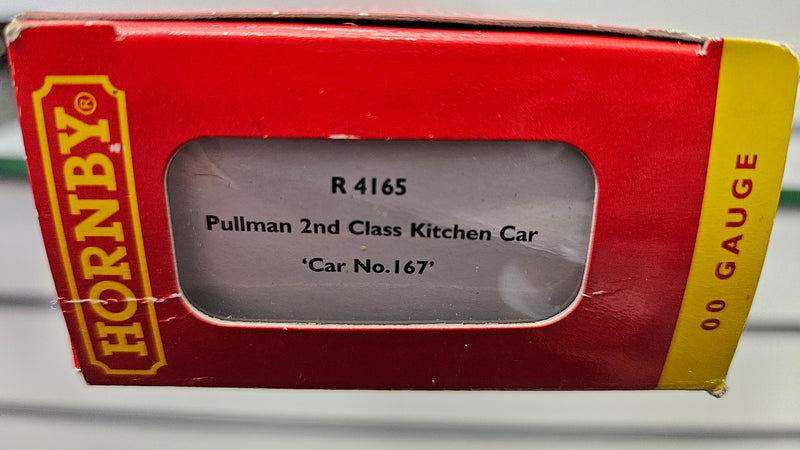 HORNBY®
R 4165
Pullman 2nd Class Kitchen Car
‘Car No.167’
00 GAUGE